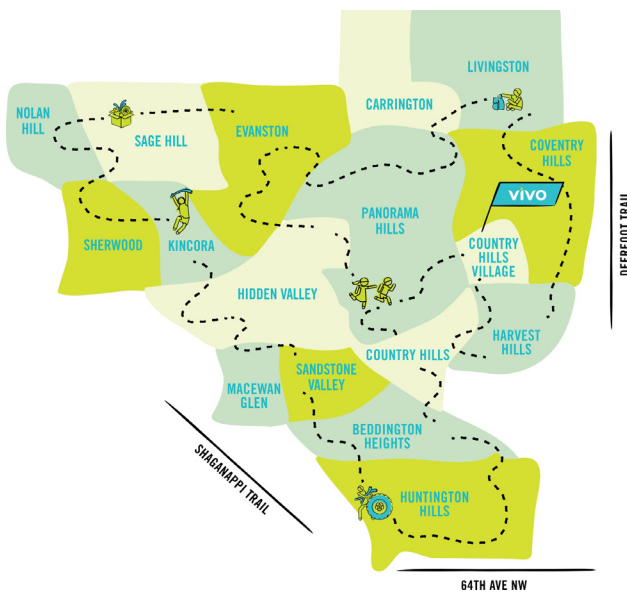 LIVINGSTON
CARRINGTON
NOLAN
HILL
SAGE HILL
EVANSTON
COVENTRY
HILLS
VIVO
PANORAMA
HILLS
SHERWOOD
KINCORA
COUNTRY
HILLS
VILLAGE
DEERFOOT TRAIL
HIDDEN VALLEY
HARVEST
HILLS
COUNTRY HILLS
SANDSTONE
VALLEY
MACEWAN
GLEN
BEDDINGTON
HEIGHTS
SHAGANAPPI TRAIL
HUNTINGTON
HILLS
64TH AVE NW